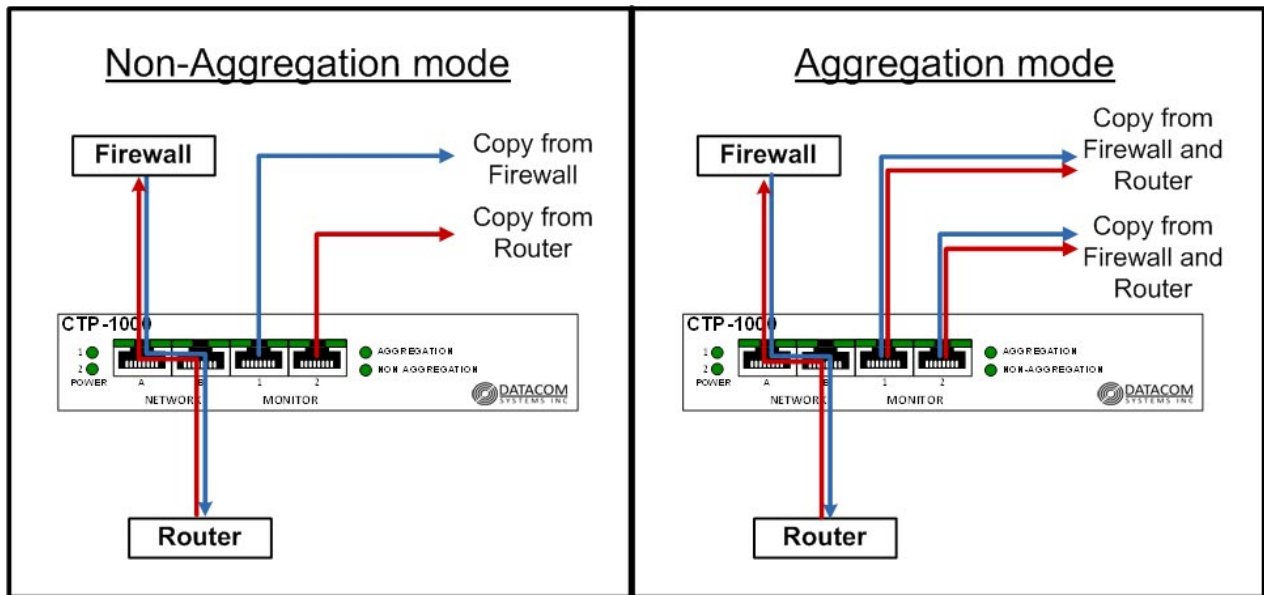 Non-Aggregation mode
Firewall
Copy from
Firewall
Copy from
Router
CTP-1000
1
2
POWER
A
B
1
2
AGGREGATION
NON AGGREGATION
NETWORK
MONITOR
DATACOM
SYSTEMS INC
Router
Aggregation mode
Firewall
Copy from
Firewall and
Router
Copy from
Firewall and
Router
CTP-1000
1
2
POWER
A
B
1
2
AGGREGATION
NON-AGGREGATION
NETWORK
MONITOR
DATACOM
SYSTEMS INC
Router